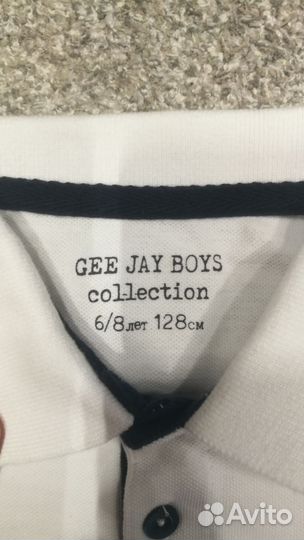 GEE JAY BOYS
collection
6/8лет 128см
Avito